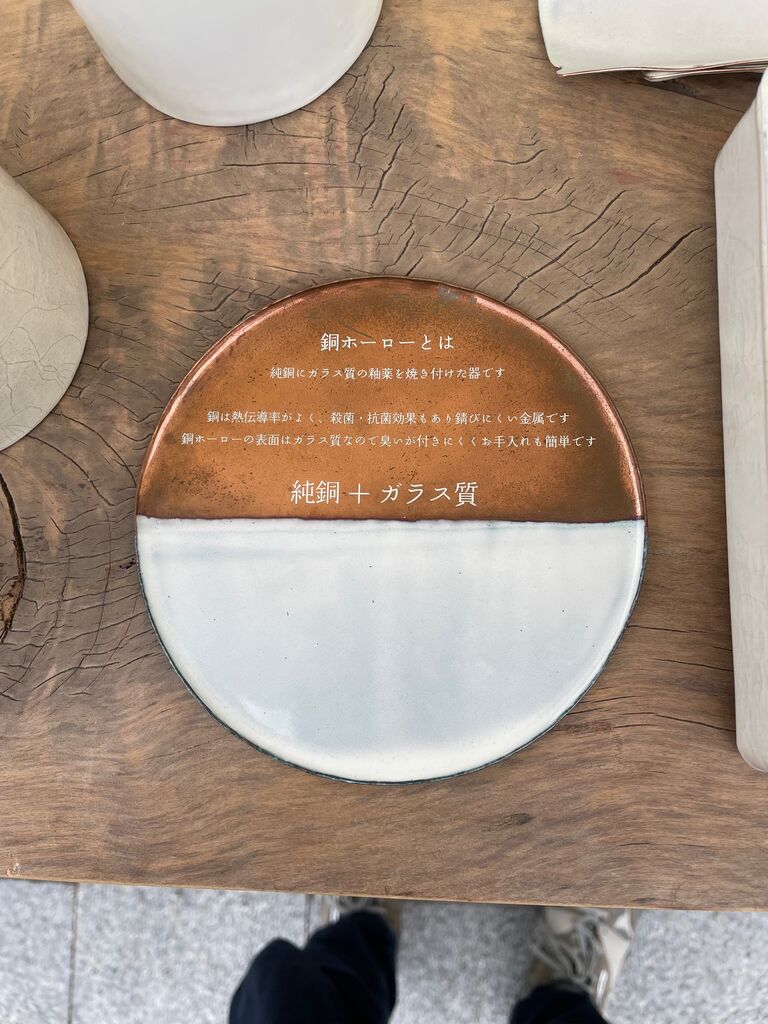 銅ホーローとは
純銅にガラス質の釉薬を焼き付けた器です
銅は熱伝導率がよく、殺菌・抗菌効果もあり錆びにくい金属です
銅ホーローの表面はガラス質なので臭いが付きにくくお手入れも簡単です
純銅＋ガラス質